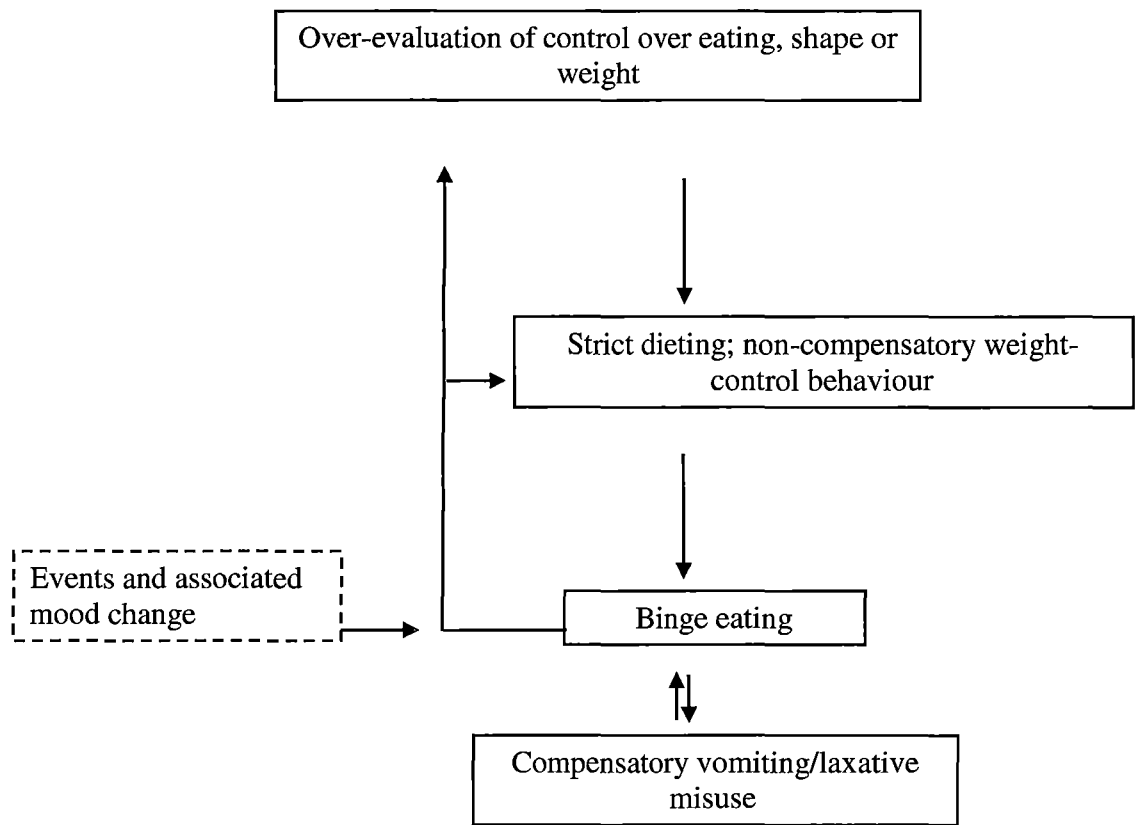 Over-evaluation of control over eating, shape or
weight
Strict dieting; non-compensatory weight-
control behaviour
Events and associated
mood change
Binge eating
Compensatory vomiting/laxative
misuse